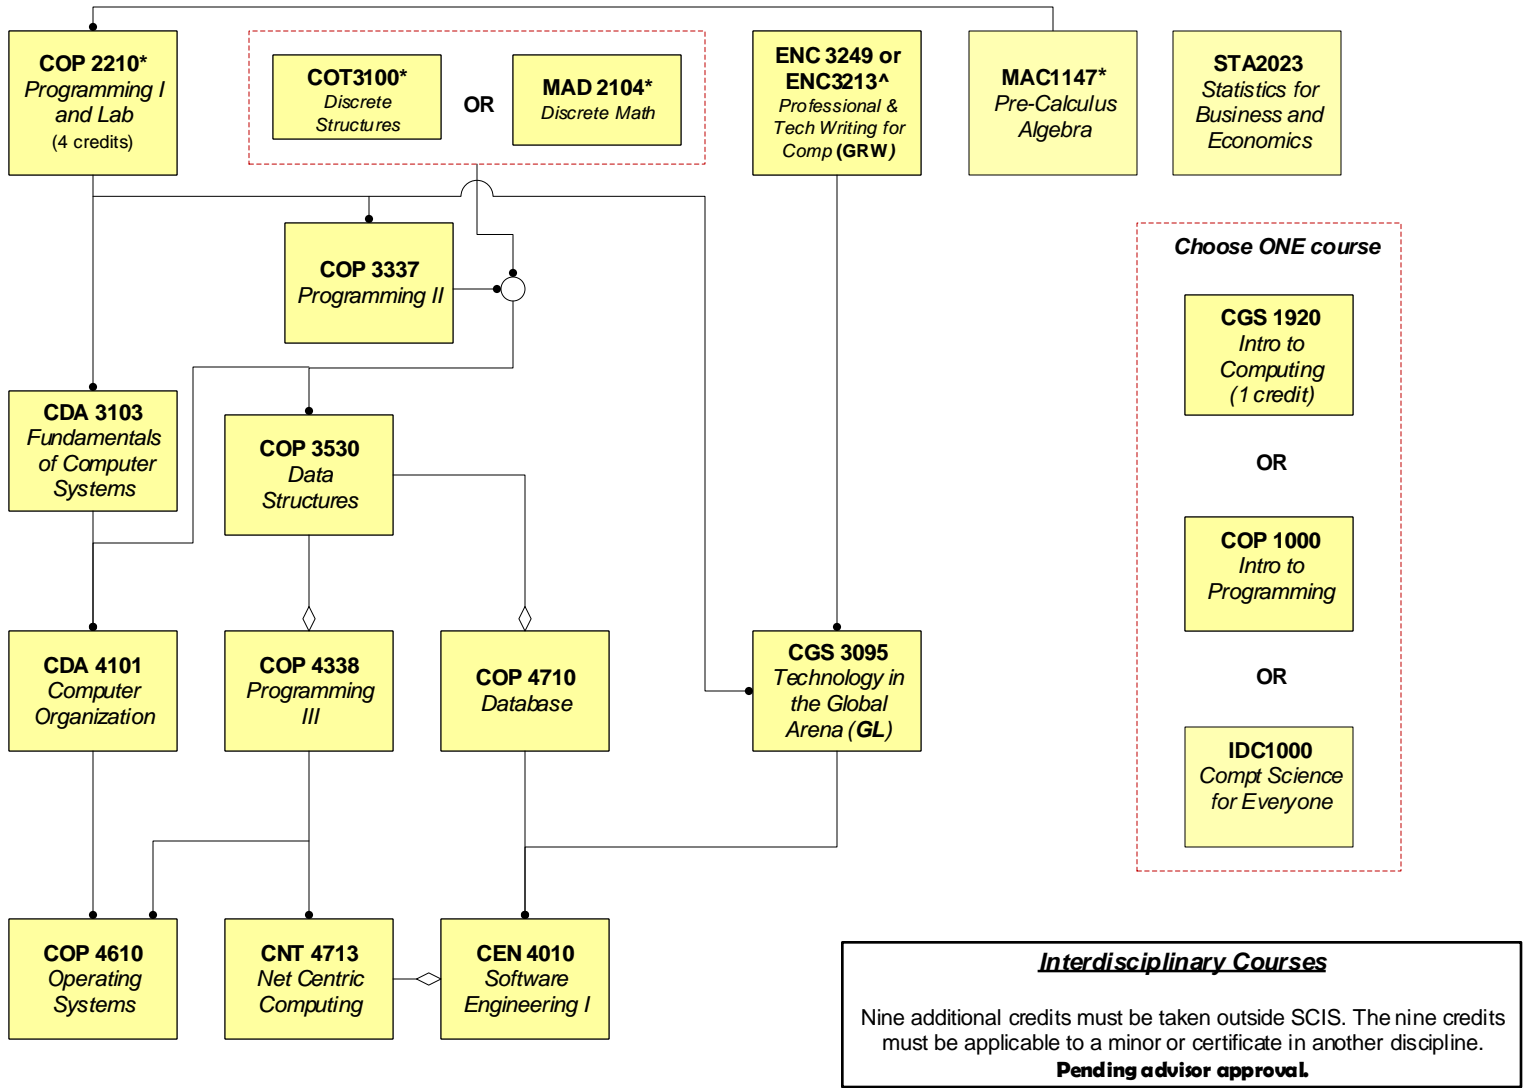 COP 2210*
Programming I
and Lab
(4 credits)
COT3100*
Discrete
Structures
OR
MAD 2104*
Discrete Math
ENC 3249 or
ENC3213^
Professional &
Tech Writing for
Comp (GRW)
MAC1147*
Pre-Calculus
Algebra
STA2023
Statistics for
Business and
Economics
COP 3337
Programming II
Choose ONE course
CGS 1920
Intro to
Computing
(1 credit)
OR
COP 1000
Intro to
Programming
OR
IDC1000
Compt Science
for Everyone
CDA 3103
Fundamentals
of Computer
Systems
COP 3530
Data
Structures
CDA 4101
Computer
Organization
COP 4338
Programming
III
COP 4710
Database
CGS 3095
Technology in
the Global
Arena (GL)
COP 4610
Operating
Systems
CNT 4713
Net Centric
Computing
CEN 4010
Software
Engineering I
Interdisciplinary Courses
Nine additional credits must be taken outside SCIS. The nine credits
must be applicable to a minor or certificate in another discipline.
Pending advisor approval.